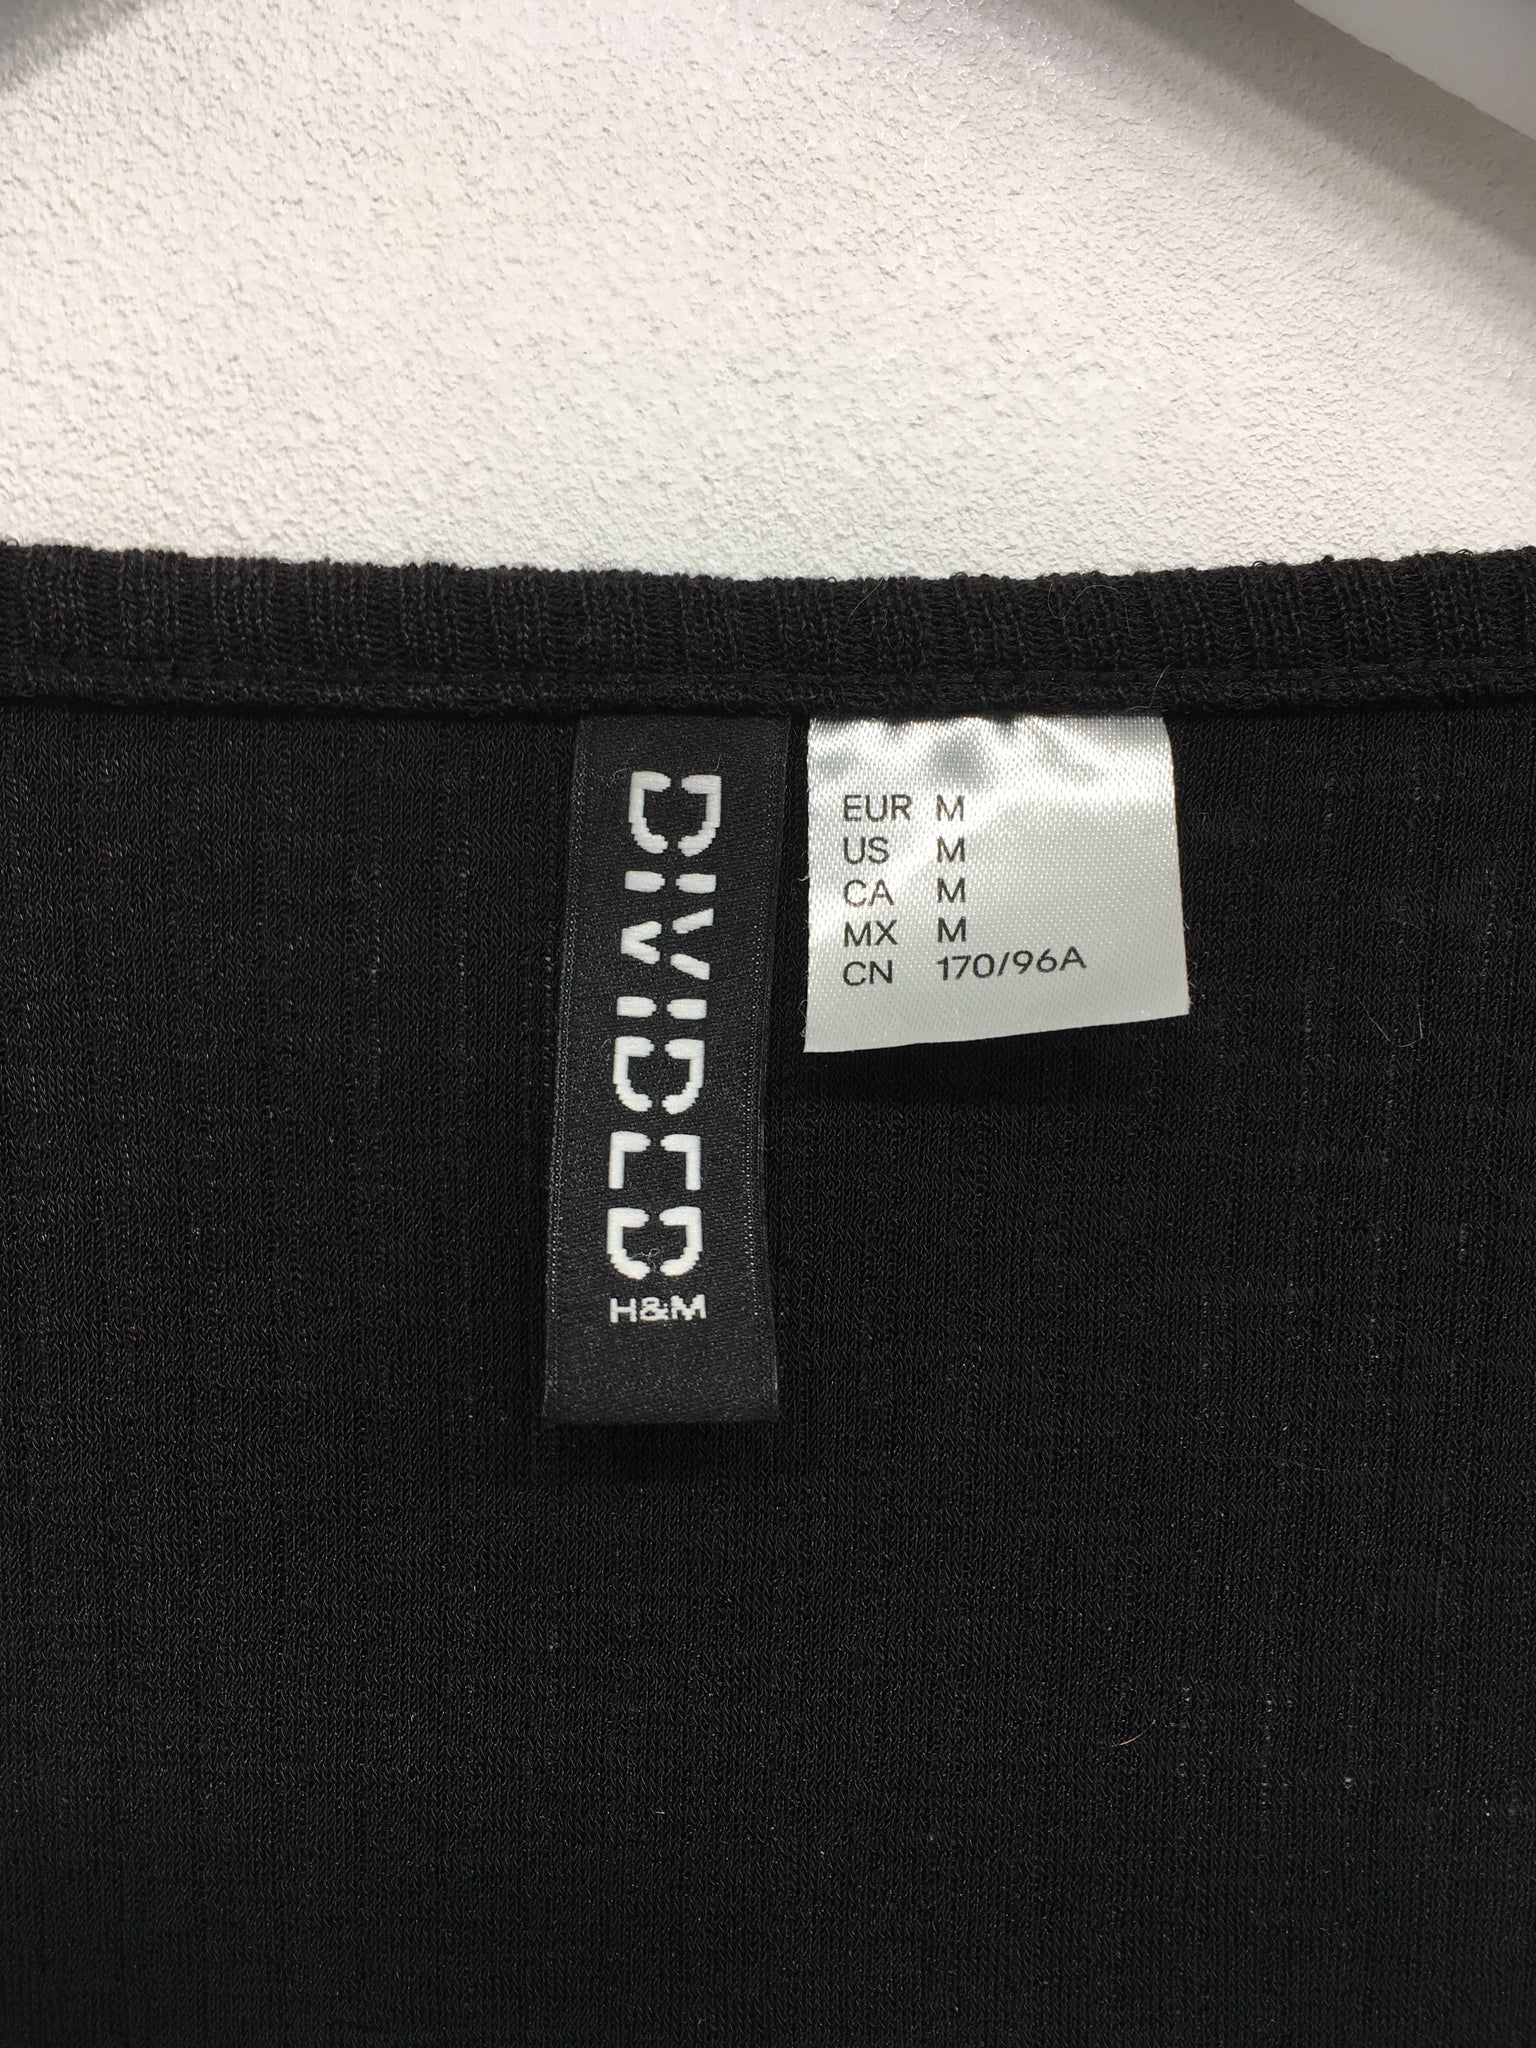 DIVIDED
H&M
EUR M
US M
CA M
MX M
CN 170/96A